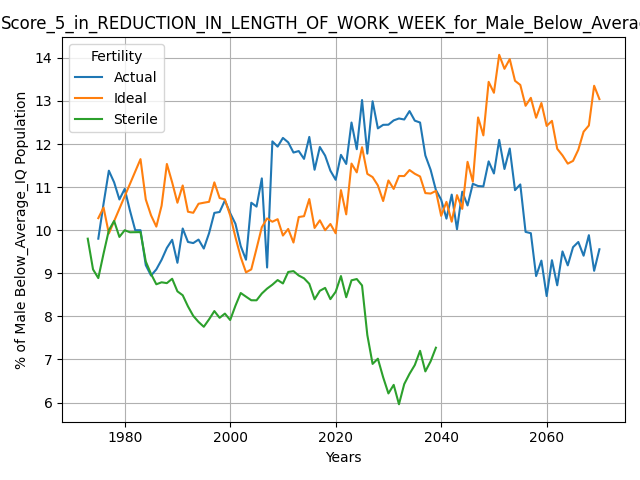 Score_5_in_REDUCTION_IN_LENGTH_OF_WORK_WEEK_for_Male_Below_Avera
Fertility
Actual
Ideal
Sterile
% of Male Below_Average_IQ Population
14
13
12
11
10
9
8
7
6
1980
2000
2020
2040
2060
Years